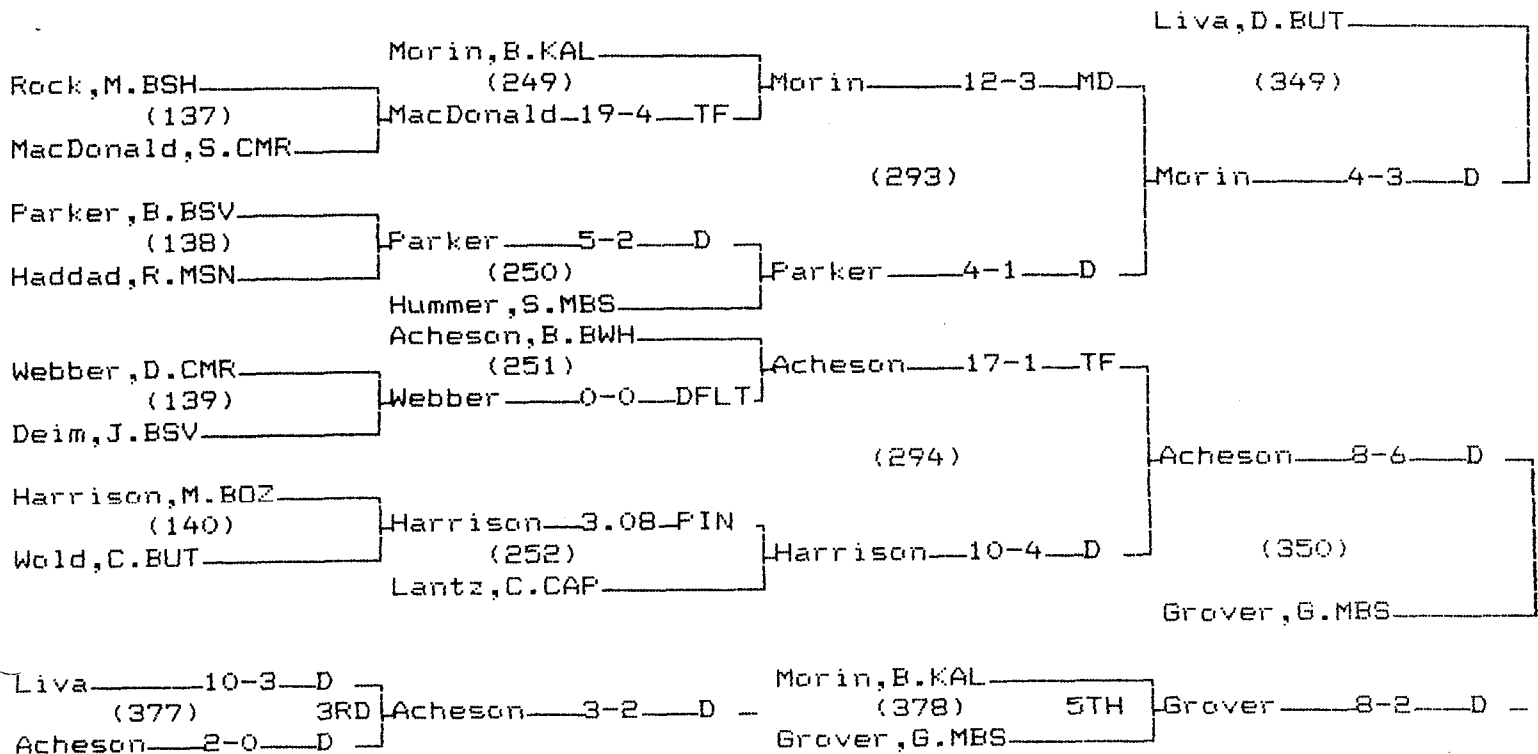 Liva,D.BUT
Morin,B.KAL
Rock,M.BSH (249) Morin 12-3 MD (349)
(137) MacDonald 19-4 TF
MacDonald,S.CMR
(293) Morin 4-3 D
Parker,B.BSV
(138) Parker 5-2 D
Haddad,R.MSN (250) Parker 4-1 D
Hummer,S.MBS
Acheson,B.BWH
Webber,D.CMR (251) Acheson 17-1 TF
(139) Webber 0-0 DFLT
Deim,J.BSV
(294) Acheson 8-6 D
Harrison,M.BOZ
(140) Harrison 3.08 PIN
Wold,C.BUT (252) Harrison 10-4 D (350)
Lantz,C.CAP
Grover,G.MBS
Liva 10-3 D Morin,B.KAL
(377) 3RD Acheson 3-2 D (378) 5TH Grover 8-2 D
Acheson 2-0 D Grover,G.MBS